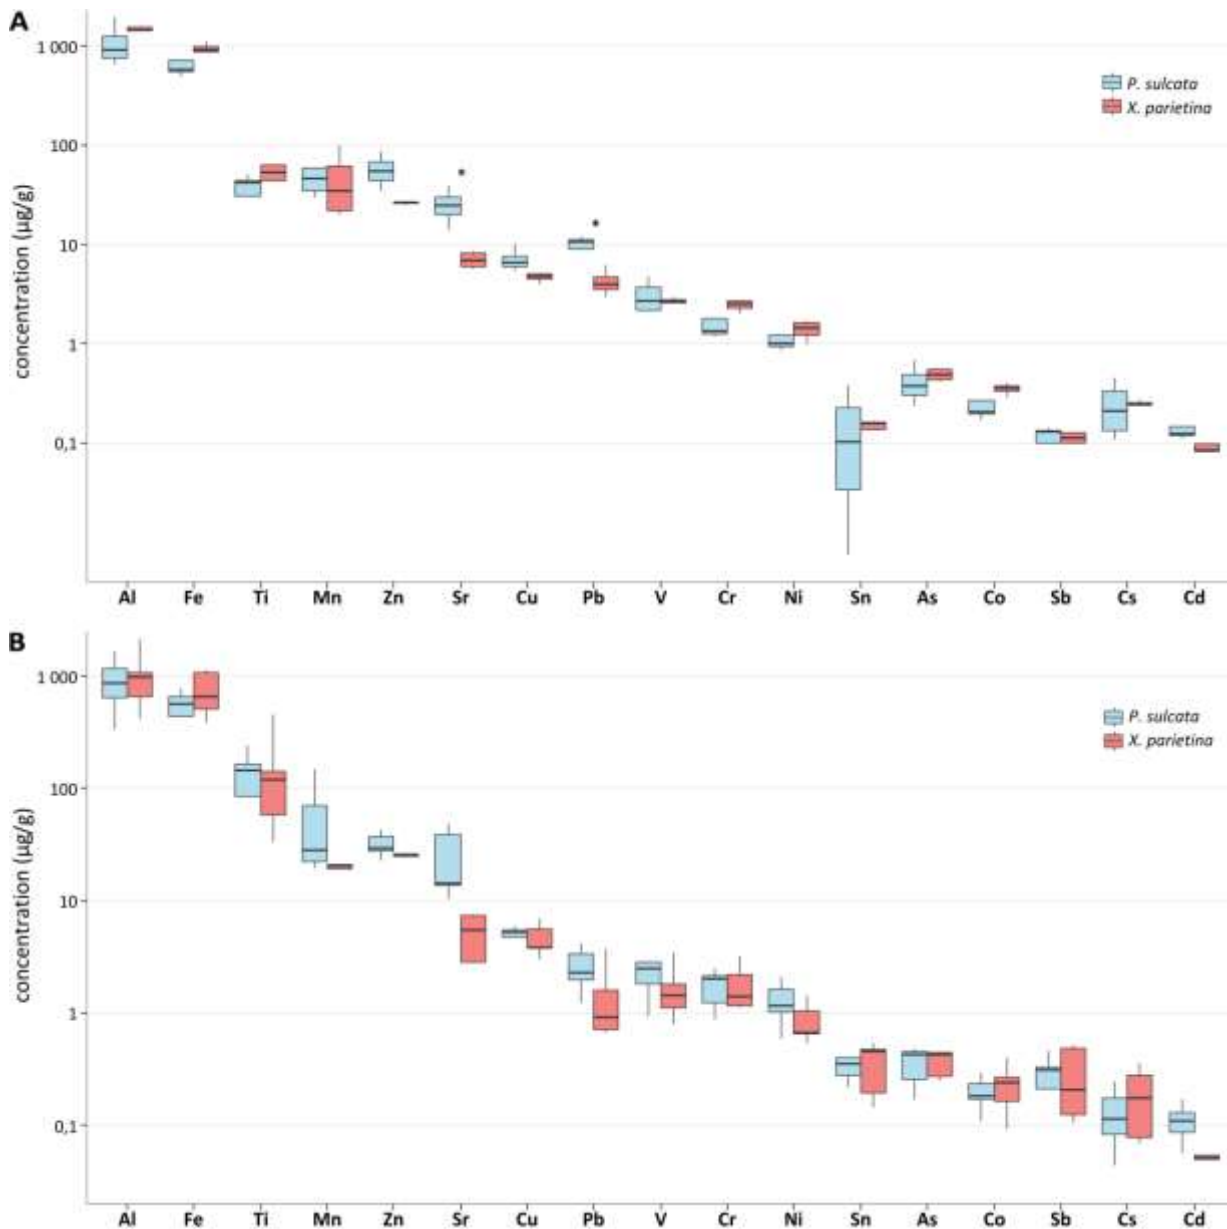 A
1 000
100
10
1
0,1
concentration (µg/g)
P. sulcata
X. parietina
*
*
Al Fe Ti Mn Zn Sr Cu Pb V Cr Ni Sn As Co Sb Cs Cd
B
1 000
100
10
1
0,1
concentration (µg/g)
P. sulcata
X. parietina
Al Fe Ti Mn Zn Sr Cu Pb V Cr Ni Sn As Co Sb Cs Cd